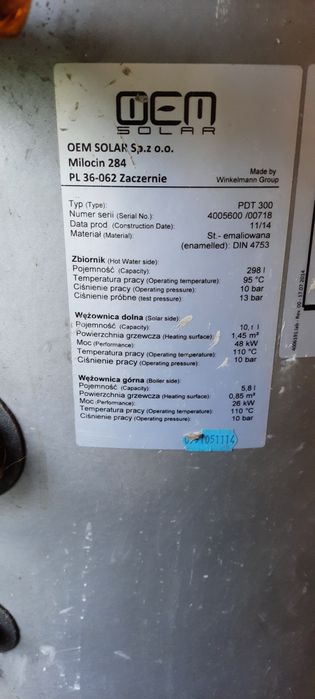 OEM
SOLAR
OEM SOLAR Sp.z o.o.
Milocin 284
PL 36-062 Zaczernie
Made by
Winkelmann Group
Typ (Type): PDT 300
Numer serii (Serial No.): 4005600 /00718
Data prod (Construction Date): 11/14
Materiał (Material): St.- emaliowana
(enamelled): DIN 4753
Zbiornik (Hot Water side):
Pojemność (Capacity): 298 l
Temperatura pracy (Operating temperature): 95 °C
Ciśnienie pracy (Operating pressure): 10 bar
Ciśnienie próbne (test pressure): 13 bar
Wężownica dolna (Solar side):
Pojemność (Capacity): 10,1 l
Powierzchnia grzewcza (Heating surface): 1,45 m²
Moc (Performance): 48 kW
Temperatura pracy (Operating temperature): 110 °C
Ciśnienie pracy (Operating pressure): 10 bar
Wężownica górna (Boiler side):
Pojemność (Capacity): 5,8 l
Powierzchnia grzewcza (Heating surface): 0,85 m²
Moc (Performance): 26 kW
Temperatura pracy (Operating temperature): 110 °C
Ciśnienie pracy (Operating pressure): 10 bar